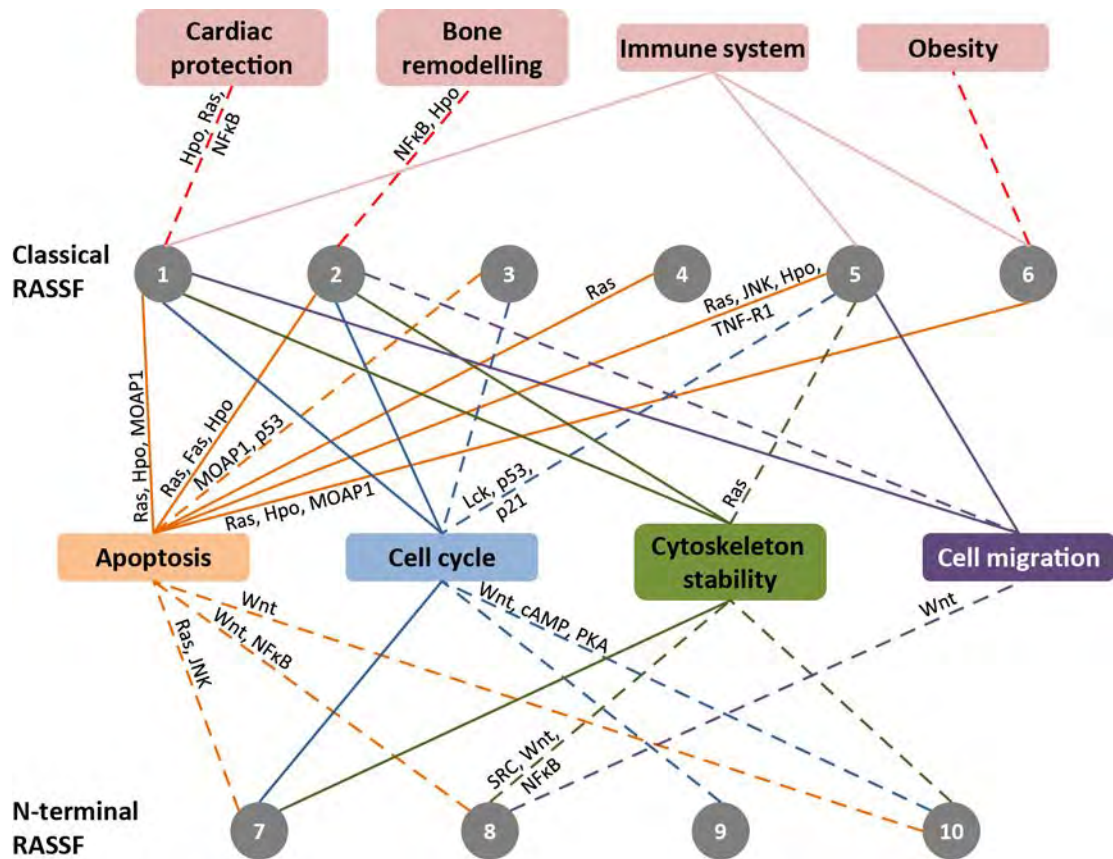 Cardiac
protection
Bone
remodelling
Immune system
Obesity
Hpo, Ras,
NFκB
NFκB, Hpo
Classical
RASSF
1
2
3
4
5
6
Ras
Ras, JNK, Hpo,
TNF-R1
Ras, Hpo, MOAP1
Ras, Fas, Hpo
MOAP1, p53
Ras, Hpo, MOAP1
Lck, p53,
p21
Ras
Apoptosis
Cell cycle
Cytoskeleton
stability
Cell migration
Ras, JNK
Wnt, NFκB
Wnt
Wnt, cAMP, PKA
Wnt
SRC, Wnt,
NFκB
N-terminal
RASSF
7
8
9
10